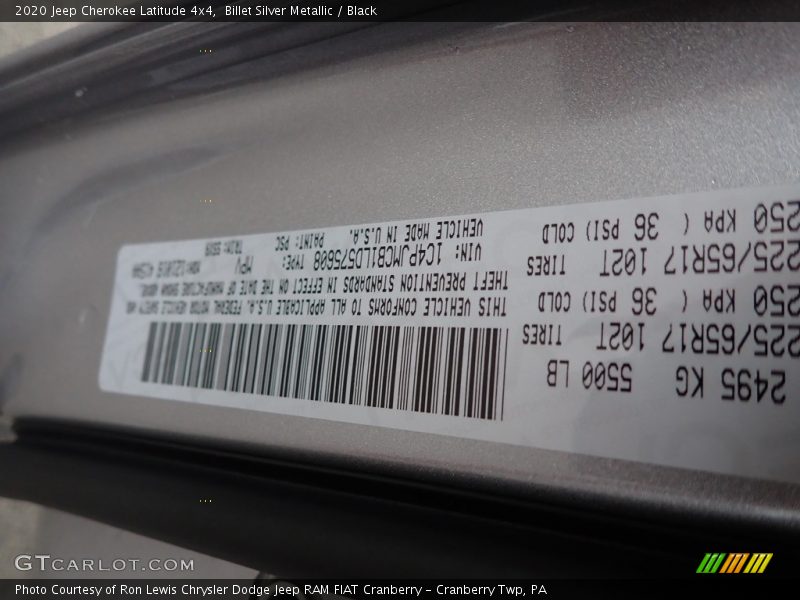 2020 Jeep Cherokee Latitude 4x4, Billet Silver Metallic / Black
2495 KG 5500 LB
225/65R17 102T TIRES
250 KPA ( 36 PSI) COLD
225/65R17 102T TIRES
250 KPA ( 36 PSI) COLD
THIS VEHICLE CONFORMS TO ALL APPLICABLE U.S.A. FEDERAL MOTOR VEHICLE SAFETY AND
THEFT PREVENTION STANDARDS IN EFFECT ON THE DATE OF MANUFACTURE SHOWN ABOVE.
VIN: 1C4PJMCB1LD575608 TYPE: MPV
VEHICLE MADE IN U.S.A. PAINT: PSC TRIM:
GTCARLOT.COM
Photo Courtesy of Ron Lewis Chrysler Dodge Jeep RAM FIAT Cranberry - Cranberry Twp, PA